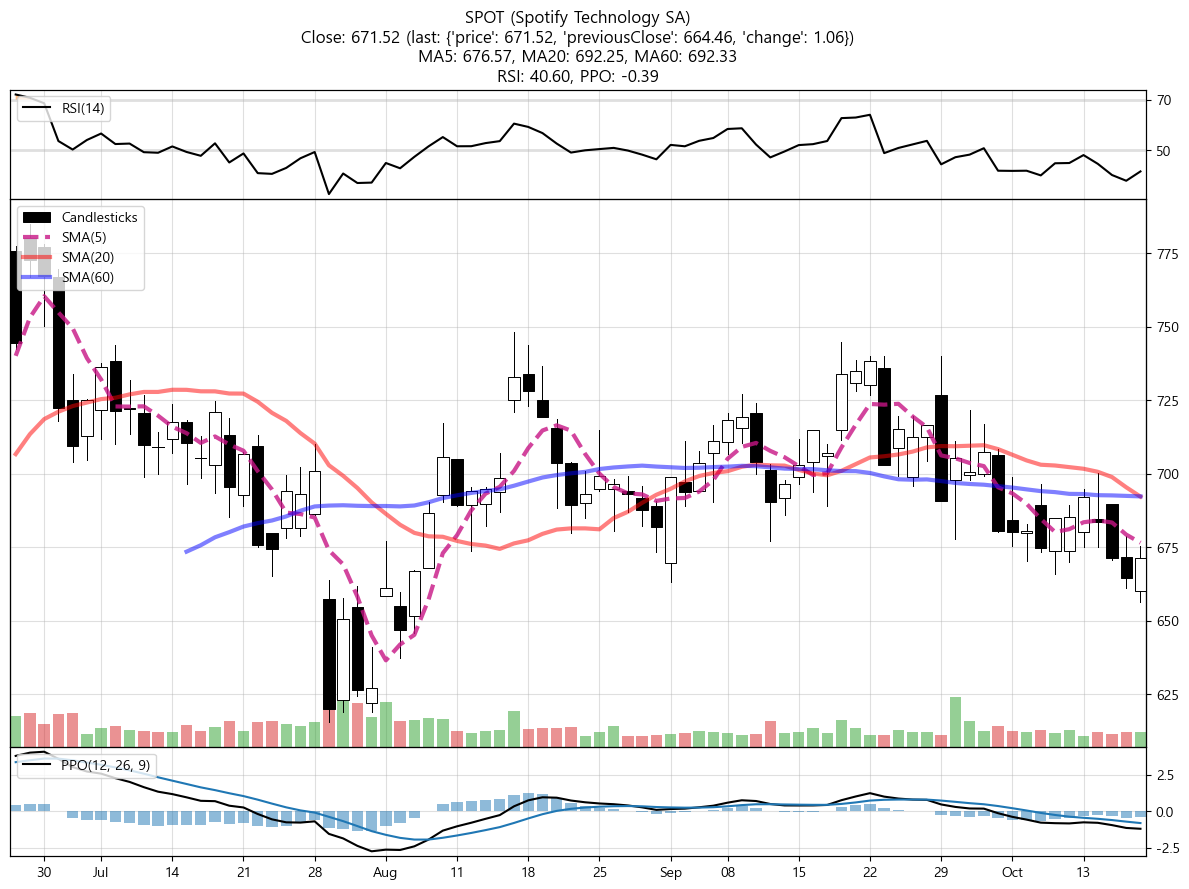 SPOT (Spotify Technology SA)
Close: 671.52 (last: {'price': 671.52, 'previousClose': 664.46, 'change': 1.06})
MA5: 676.57, MA20: 692.25, MA60: 692.33
RSI: 40.60, PPO: -0.39
RSI(14)
70
50
Candlesticks
SMA(5)
SMA(20)
SMA(60)
775
750
725
700
675
650
625
PPO(12, 26, 9)
2.5
0.0
−2.5
30 Jul 14 21 28 Aug 11 18 25 Sep 08 15 22 29 Oct 13